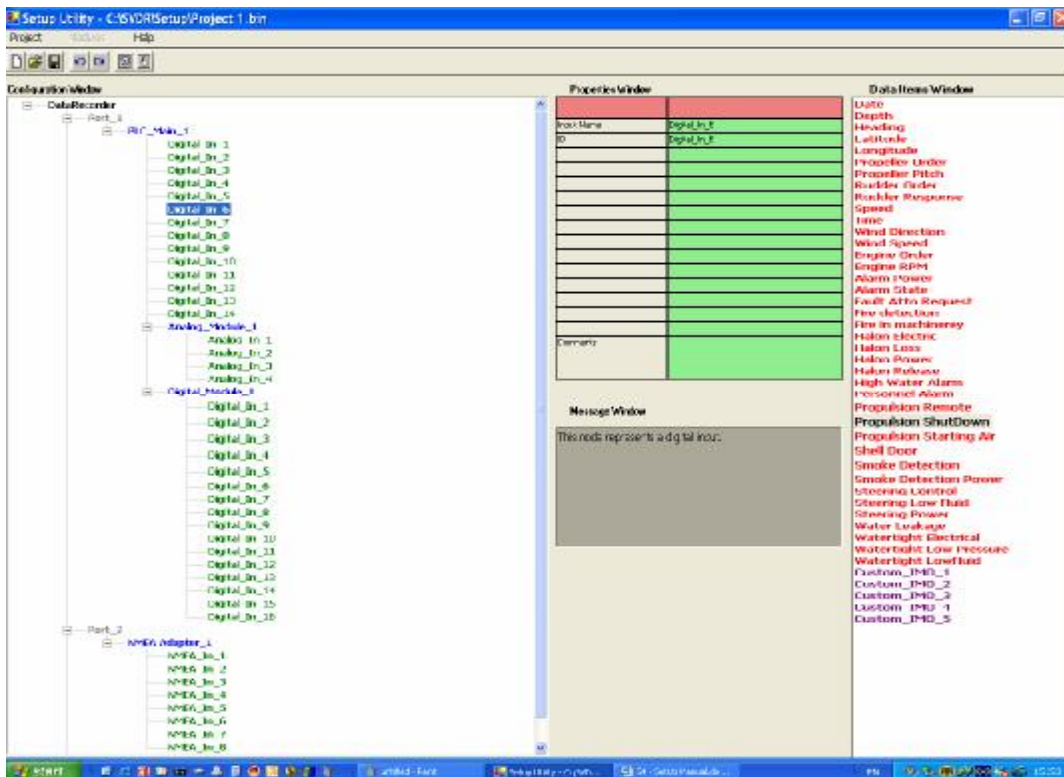 Setup Utility - C:\SVDR\Setup\Project 1.bin
Project Help
Configuration Window
DataRecorder
Port_1
PLC_Main_1
Digital_In_1
Digital_In_2
Digital_In_3
Digital_In_4
Digital_In_5
Digital_In_6
Digital_In_7
Digital_In_8
Digital_In_9
Digital_In_10
Digital_In_11
Digital_In_12
Digital_In_13
Digital_In_14
Analog_Module_1
Analog_In_1
Analog_In_2
Analog_In_3
Analog_In_4
Digital_Module_1
Digital_In_1
Digital_In_2
Digital_In_3
Digital_In_4
Digital_In_5
Digital_In_6
Digital_In_7
Digital_In_8
Digital_In_9
Digital_In_10
Digital_In_11
Digital_In_12
Digital_In_13
Digital_In_14
Digital_In_15
Digital_In_16
Port_2
NMEA Adapter_1
NMEA_In_1
NMEA_In_2
NMEA_In_3
NMEA_In_4
NMEA_In_5
NMEA_In_6
NMEA_In_7
NMEA_In_8
Properties Window
Input Name
ID
Comments
Message Window
This node represents a digital input.
Data Items Window
Date
Depth
Heading
Latitude
Longitude
Propeller Order
Propeller Pitch
Rudder Order
Rudder Response
Speed
Time
Wind Direction
Wind Speed
Engine Order
Engine RPM
Alarm Power
Alarm State
Fault Attn Request
Fire detection
Fire in machinerey
Halon Electric
Halon Loss
Halon Power
Halon Release
High Water Alarm
Personnel Alarm
Propulsion Remote
Propulsion ShutDown
Propulsion Starting Air
Shell Door
Smoke Detection
Smoke Detection Power
Steering Control
Steering Low Fluid
Steering Power
Water Leakage
Watertight Electrical
Watertight Low Pressure
Watertight Lowfluid
Custom_IMO_1
Custom_IMO_2
Custom_IMO_3
Custom_IMO_4
Custom_IMO_5
start
untitled - Paint
EN